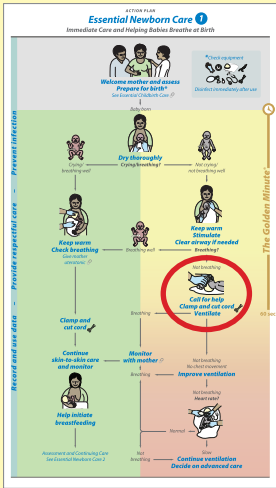 ACTION PLAN
Essential Newborn Care 1
Immediate Care and Helping Babies Breathe at Birth
*Check equipment
Disinfect immediately after use
Welcome mother and assess
Prepare for birth*
See Essential Childbirth Care
Baby born
Dry thoroughly
Crying/breathing?
Crying/
breathing well
Not crying/
not breathing well
Keep warm
Check breathing
Give mother
uterotonic
Breathing well
Keep warm
Stimulate
Clear airway if needed
Breathing?
Not breathing
Call for help
Clamp and cut cord
Ventilate
Breathing
Clamp and
cut cord
Continue
skin-to-skin care
and monitor
Monitor
with mother
Not breathing
No chest movement
Breathing
Improve ventilation
Not breathing
Heart rate?
Help initiate
breastfeeding
Normal
Slow
Assessment and Continuing Care
See Essential Newborn Care 2
Not
breathing
Continue ventilation
Decide on advanced care
Prevent infection
Provide respectful care
Record and use data
The Golden Minute
60 sec